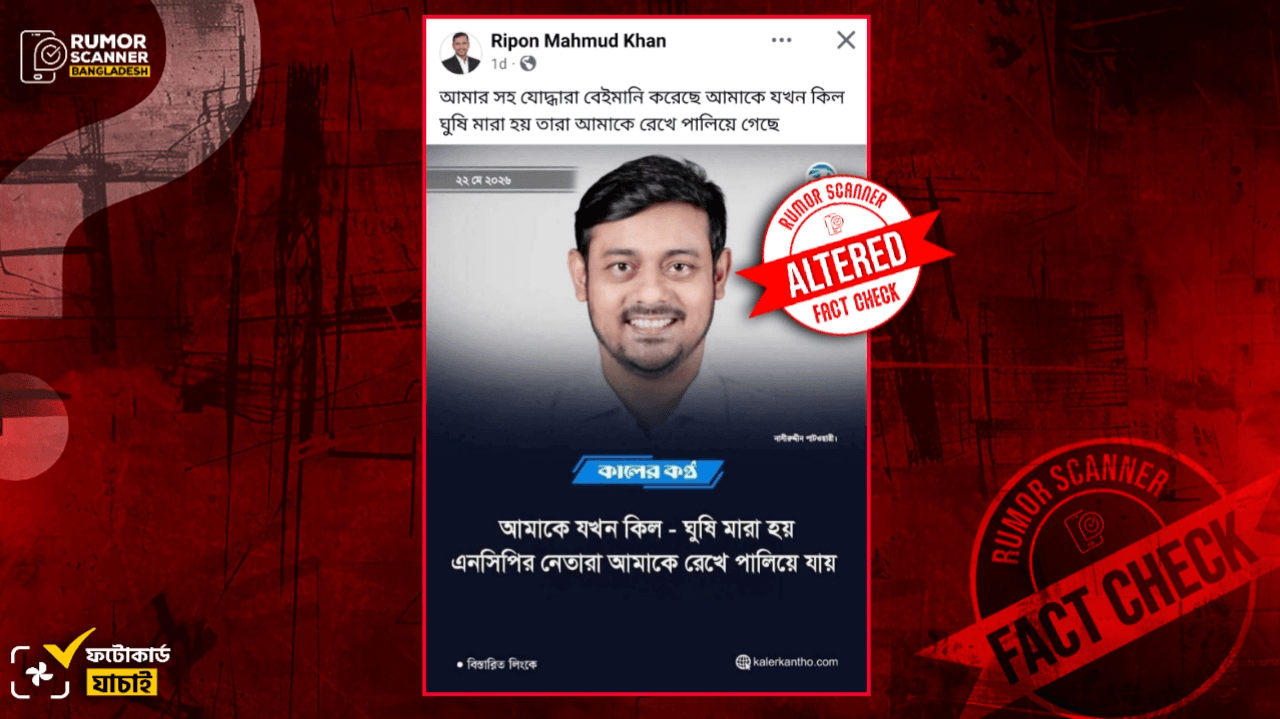 RUMOR
SCANNER
BANGLADESH
Ripon Mahmud Khan
1d
আমার সহ যোদ্ধারা বেইমানি করেছে আমাকে যখন কিল
ঘুষি মারা হয় তারা আমাকে রেখে পালিয়ে গেছে
২২ মে ২০২৬
RUMOR SCANNER
ALTERED
FACT CHECK
নাসীরুদ্দীন পাটওয়ারী।
কালের কণ্ঠ
আমাকে যখন কিল - ঘুষি মারা হয়
এনসিপির নেতারা আমাকে রেখে পালিয়ে যায়
• বিস্তারিত লিংকে
kalerkantho.com
ফটোকার্ড
যাচাই
RUMOR SCANNER
FACT CHECK